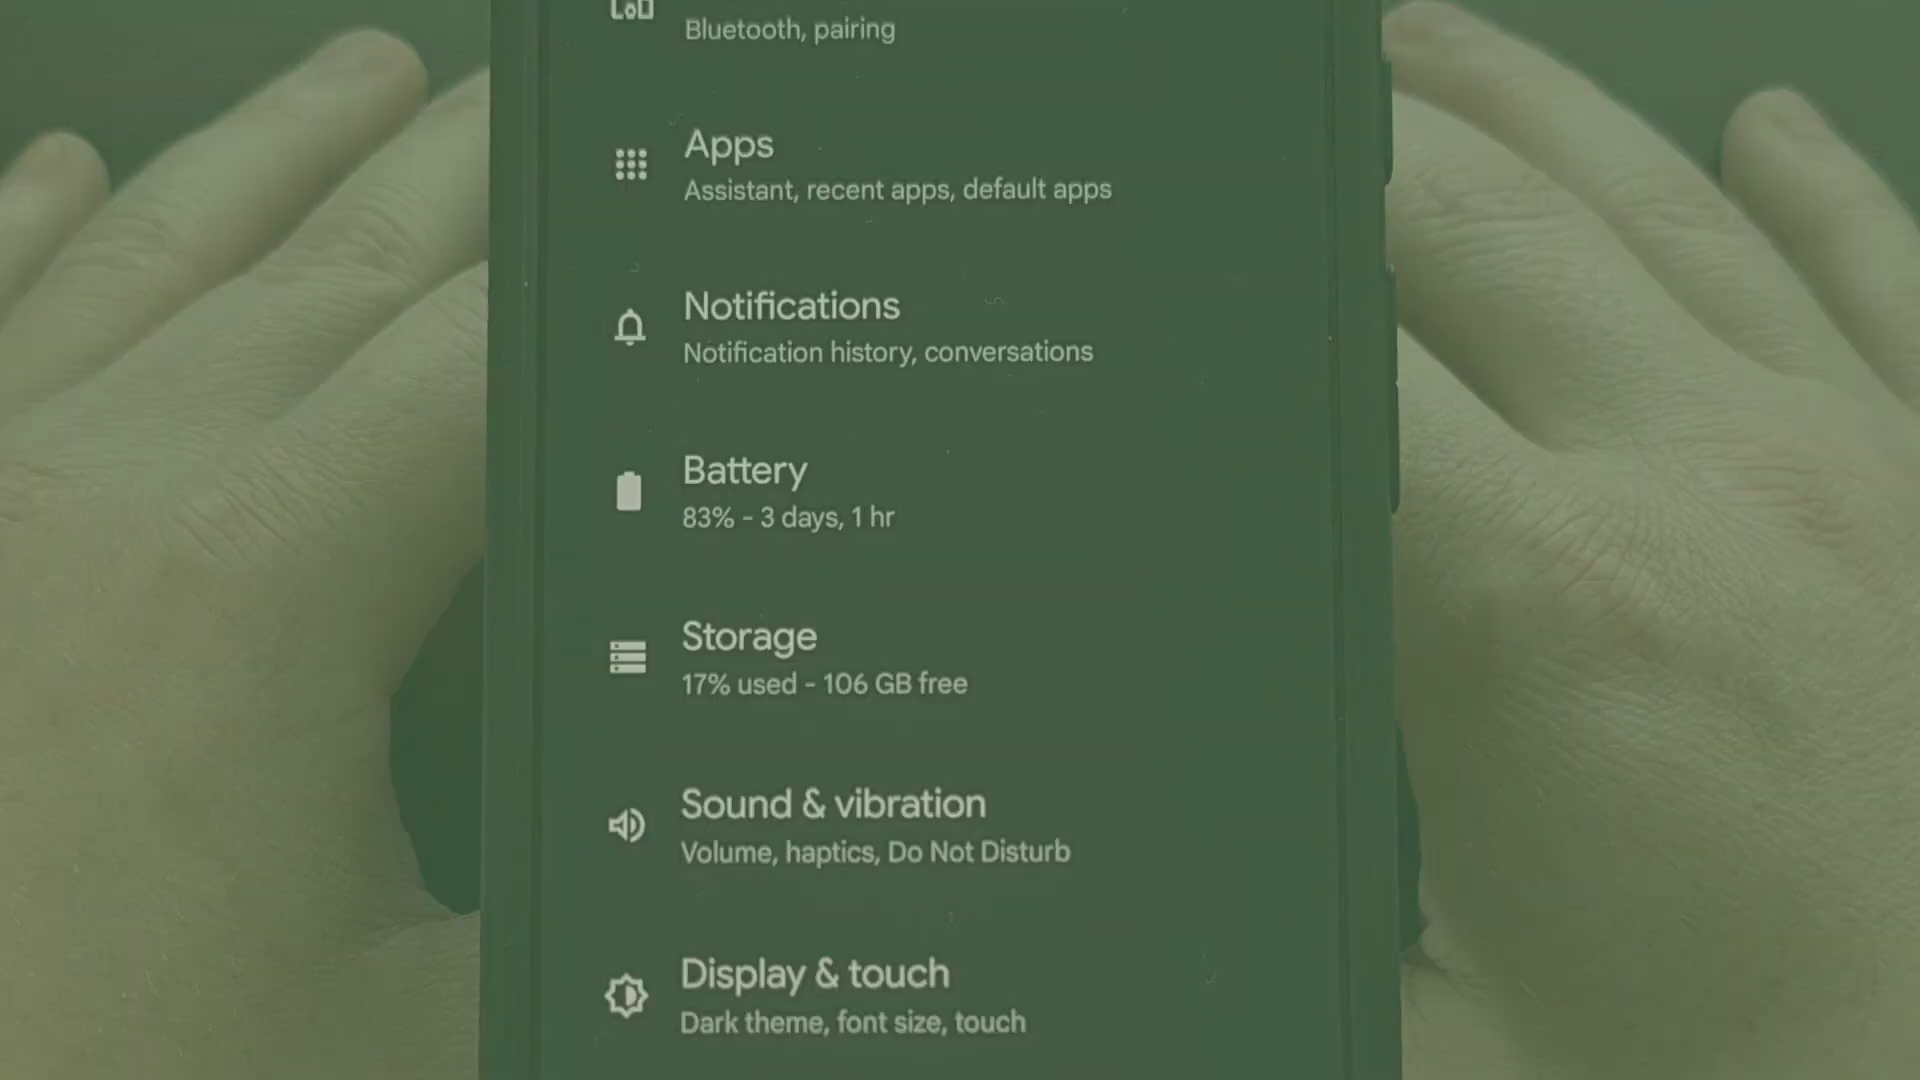 Bluetooth, pairing
Apps
Assistant, recent apps, default apps
Notifications
Notification history, conversations
Battery
83% - 3 days, 1 hr
Storage
17% used - 106 GB free
Sound & vibration
Volume, haptics, Do Not Disturb
Display & touch
Dark theme, font size, touch